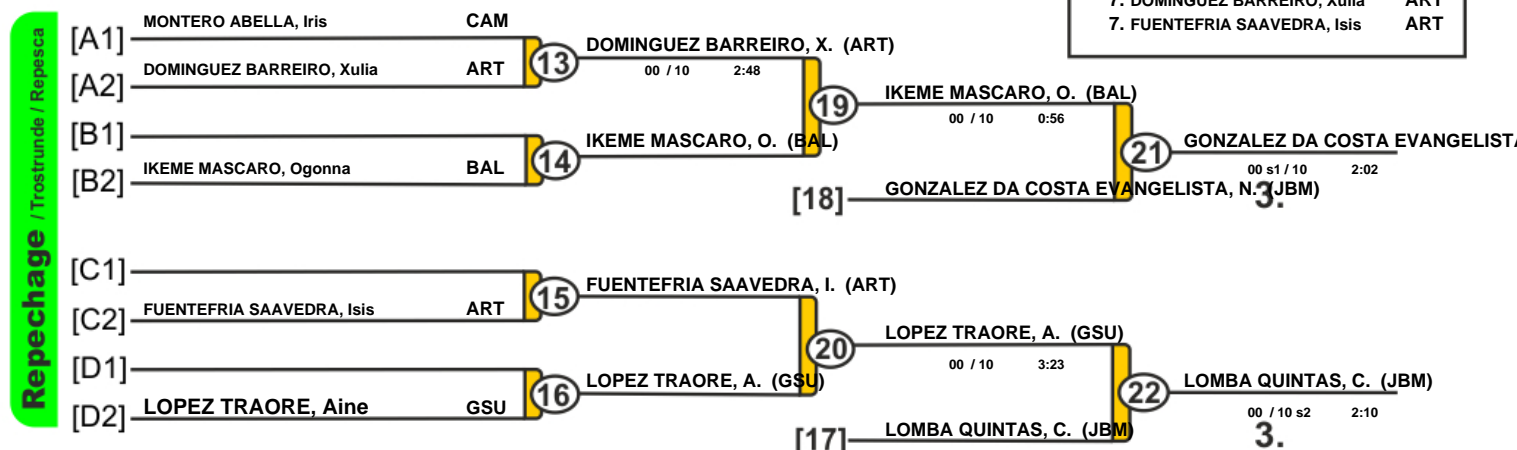 7. DOMINGUEZ BARREIRO, Xulia ART
7. FUENTEFRIA SAAVEDRA, Isis ART
Repechage / Trostrunde / Repesca
[A1] MONTERO ABELLA, Iris CAM
[A2] DOMINGUEZ BARREIRO, Xulia ART
13
DOMINGUEZ BARREIRO, X. (ART)
00 / 10 2:48
[B1]
[B2] IKEME MASCARO, Ogonna BAL
14
IKEME MASCARO, O. (BAL)
19
IKEME MASCARO, O. (BAL)
00 / 10 0:56
[18] GONZALEZ DA COSTA EVANGELISTA, N. (JBM)
21
GONZALEZ DA COSTA EVANGELISTA
00 s1 / 10 2:02
3.
[C1]
[C2] FUENTEFRIA SAAVEDRA, Isis ART
15
FUENTEFRIA SAAVEDRA, I. (ART)
[D1]
[D2] LOPEZ TRAORE, Aine GSU
16
LOPEZ TRAORE, A. (GSU)
20
LOPEZ TRAORE, A. (GSU)
00 / 10 3:23
[17] LOMBA QUINTAS, C. (JBM)
22
LOMBA QUINTAS, C. (JBM)
00 / 10 s2 2:10
3.